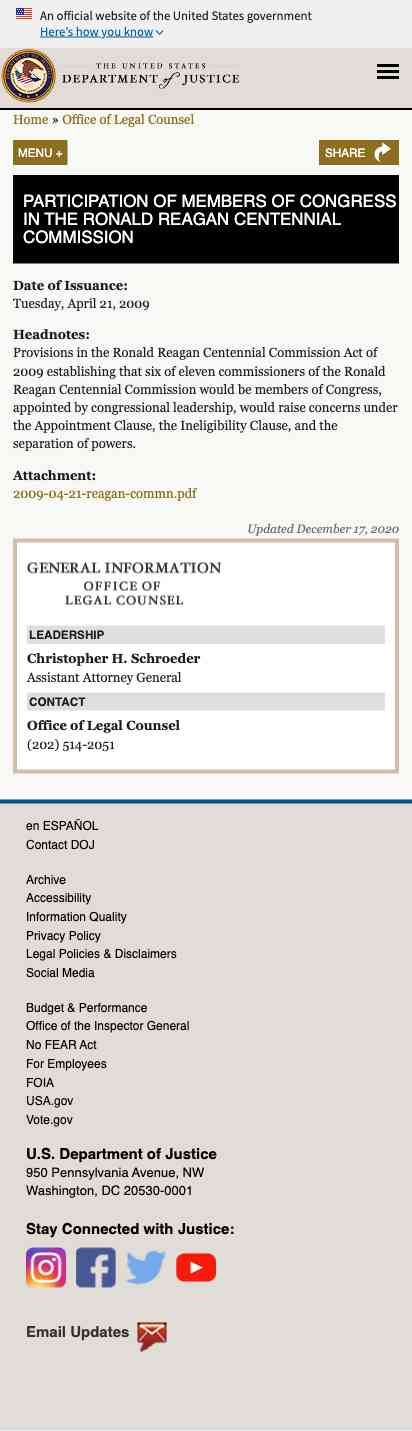 An official website of the United States government
Here's how you know
THE UNITED STATES
DEPARTMENT of JUSTICE
Home » Office of Legal Counsel
MENU +
SHARE
PARTICIPATION OF MEMBERS OF CONGRESS
IN THE RONALD REAGAN CENTENNIAL
COMMISSION
Date of Issuance:
Tuesday, April 21, 2009
Headnotes:
Provisions in the Ronald Reagan Centennial Commission Act of
2009 establishing that six of eleven commissioners of the Ronald
Reagan Centennial Commission would be members of Congress,
appointed by congressional leadership, would raise concerns under
the Appointment Clause, the Ineligibility Clause, and the
separation of powers.
Attachment:
2009-04-21-reagan-commn.pdf
Updated December 17, 2020
GENERAL INFORMATION
OFFICE OF
LEGAL COUNSEL
LEADERSHIP
Christopher H. Schroeder
Assistant Attorney General
CONTACT
Office of Legal Counsel
(202) 514-2051
en ESPAÑOL
Contact DOJ
Archive
Accessibility
Information Quality
Privacy Policy
Legal Policies & Disclaimers
Social Media
Budget & Performance
Office of the Inspector General
No FEAR Act
For Employees
FOIA
USA.gov
Vote.gov
U.S. Department of Justice
950 Pennsylvania Avenue, NW
Washington, DC 20530-0001
Stay Connected with Justice:
Email Updates